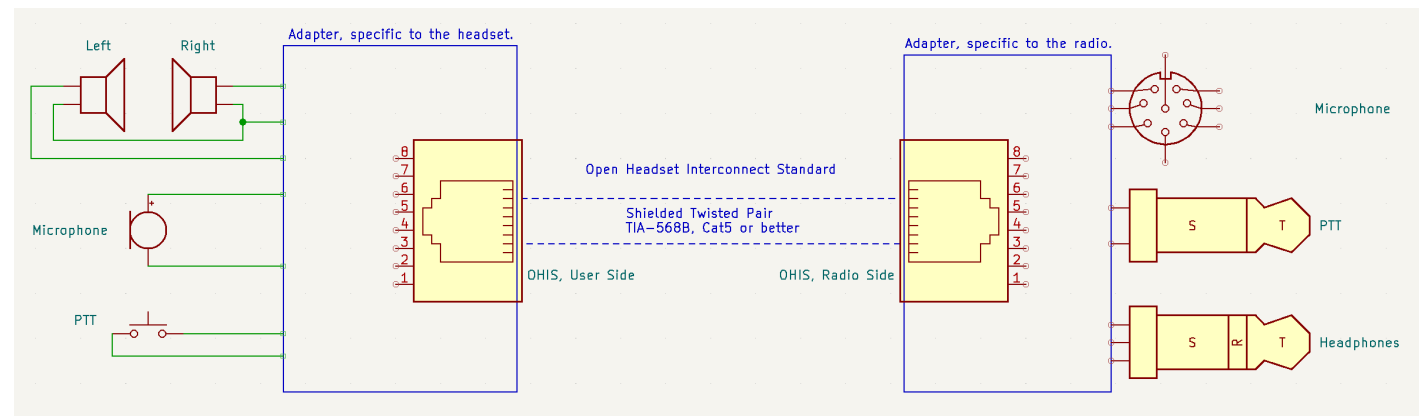 Adapter, specific to the headset.
Adapter, specific to the radio.
Left
Right
Microphone
8
7
6
5
4
3
2
1
Open Headset Interconnect Standard
Shielded Twisted Pair
TIA-568B, Cat5 or better
8
7
6
5
4
3
2
1
+
Microphone
S
T
PTT
OHIS, User Side
OHIS, Radio Side
PTT
S
R
T
Headphones